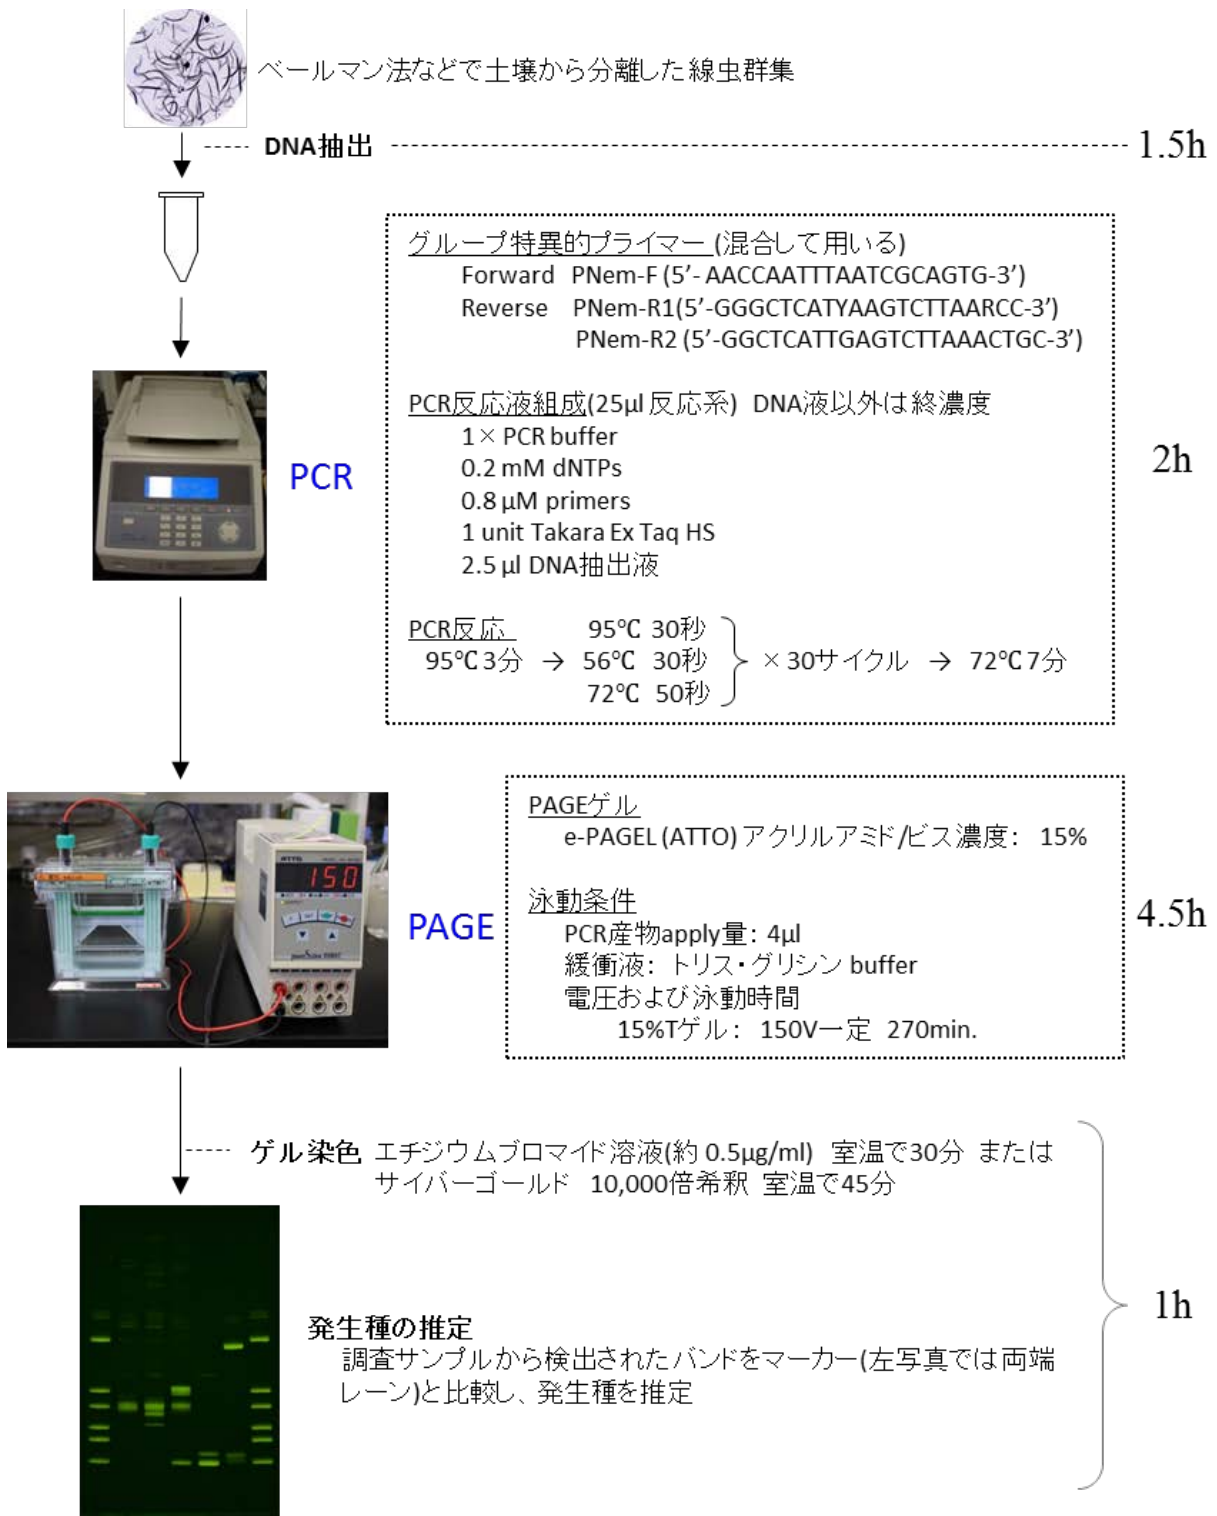 ベールマン法などで土壌から分離した線虫群集
DNA抽出
1.5h
グループ特異的プライマー(混合して用いる)
Forward PNem-F (5’- AACCAATTTAATCGCAGTG-3’)
Reverse PNem-R1(5’-GGGCTCATYAAGTCTTAARCC-3’)
PNem-R2 (5’-GGCTCATTGAGTCTTAAACTGC-3’)
PCR反応液組成(25µl 反応系) DNA液以外は終濃度
1× PCR buffer
0.2 mM dNTPs
0.8 µM primers
1 unit Takara Ex Taq HS
2.5 µl DNA抽出液
PCR
2h
PCR反応 95℃ 30秒
95℃ 3分 → 56℃ 30秒 × 30サイクル → 72℃ 7分
72℃ 50秒
PAGEゲル
e-PAGEL (ATTO) アクリルアミド/ビス濃度: 15%
泳動条件
PCR産物apply量: 4µl
緩衝液: トリス・グリシン buffer
電圧および泳動時間
15%Tゲル: 150V一定 270min.
ATTO
150
PAGE
4.5h
ゲル染色 エチジウムブロマイド溶液(約 0.5µg/ml) 室温で30分 または
サイバーゴールド 10,000倍希釈 室温で45分
1h
発生種の推定
調査サンプルから検出されたバンドをマーカー(左写真では両端
レーン)と比較し、発生種を推定